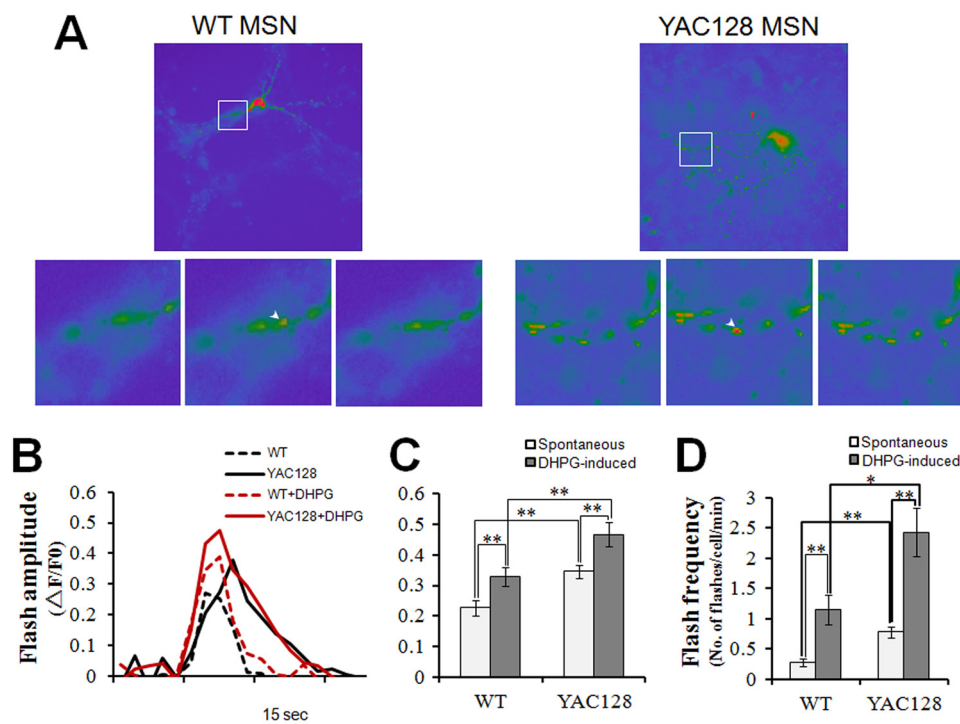 A
WT MSN
YAC128 MSN
B
WT
YAC128
WT+DHPG
YAC128+DHPG
Flash amplitude
(△F/F0)
0.6
0.5
0.4
0.3
0.2
0.1
0
15 sec
C
Spontaneous
DHPG-induced
0.6
0.5
0.4
0.3
0.2
0.1
0
**
**
**
**
WT
YAC128
D
Spontaneous
DHPG-induced
Flash frequency
(No. of flashes/cell/min)
3
2.5
2
1.5
1
0.5
0
*
**
**
**
WT
YAC128